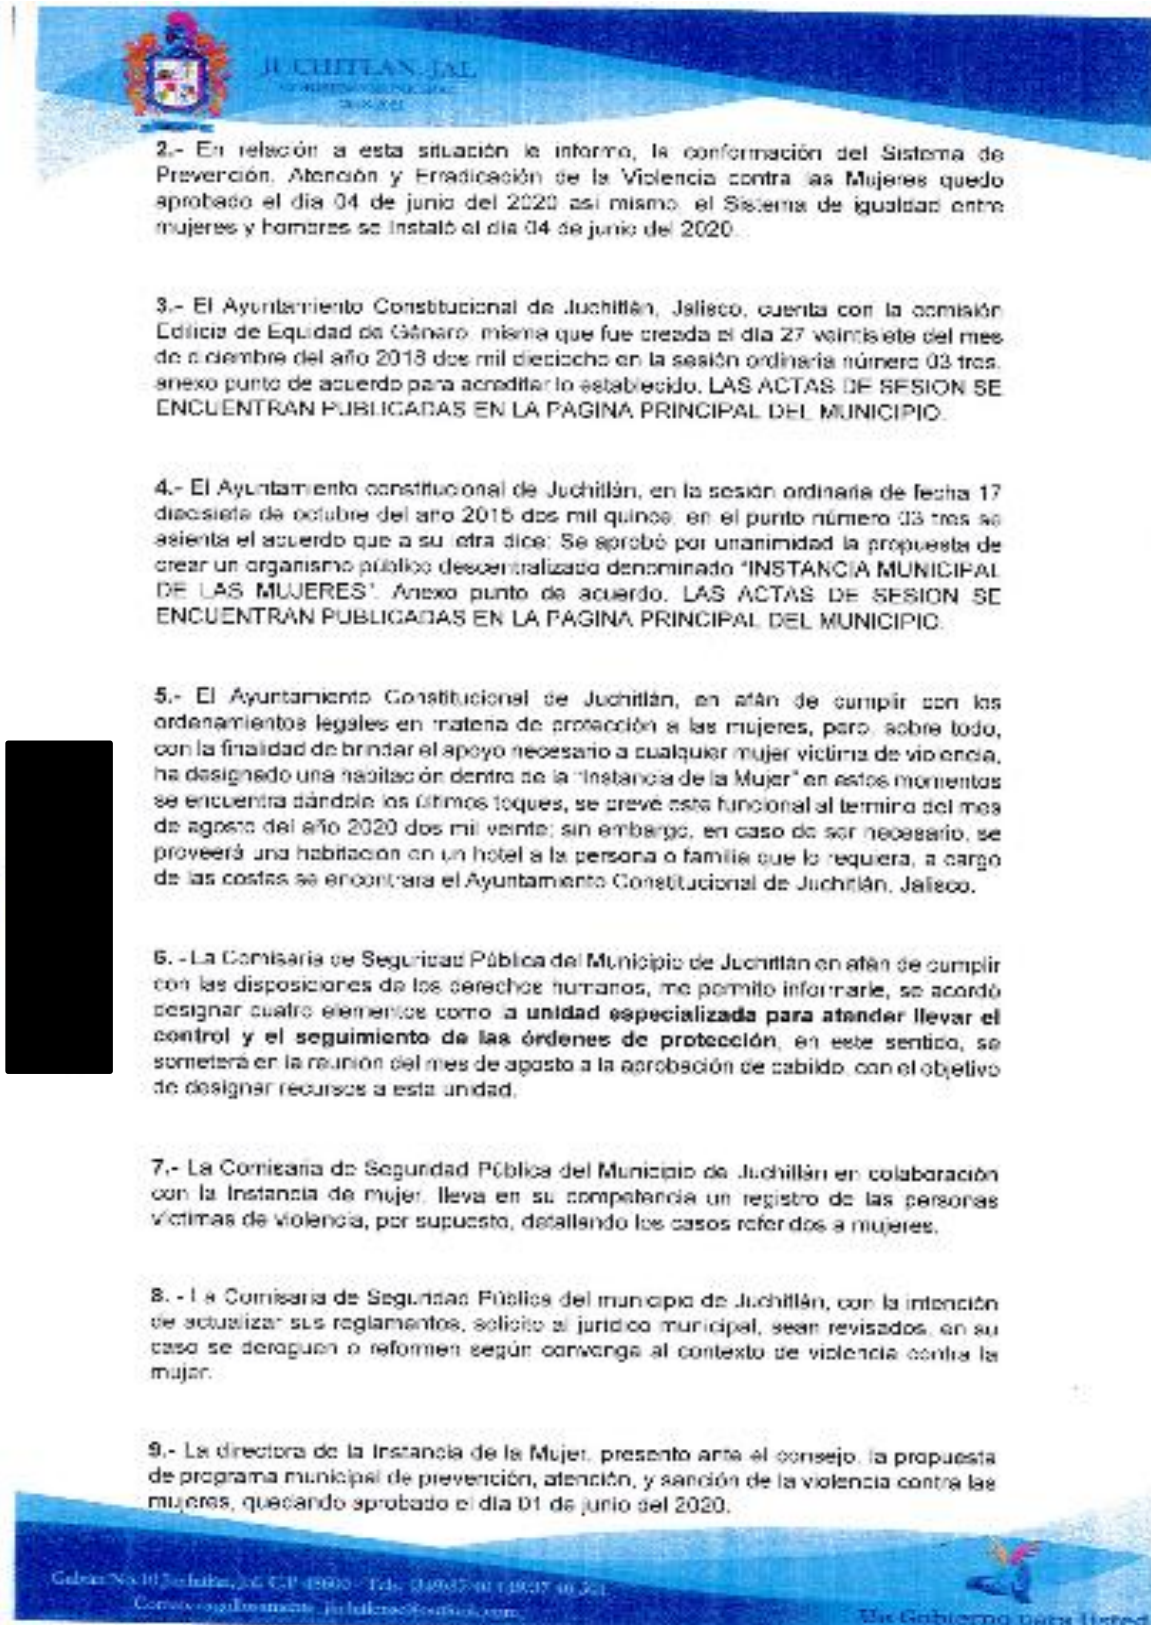 JUCHITLAN, JAL
2.- En relación a esta situación le informo, la conformación del Sistema de
Prevención, Atención y Erradicación de la Violencia contra las Mujeres quedo
aprobado el día 04 de junio del 2020 así mismo, el Sistema de igualdad entre
mujeres y hombres se Instaló el día 04 de junio del 2020.
3.- El Ayuntamiento Constitucional de Juchitlán, Jalisco, cuenta con la comisión
Edilicia de Equidad de Género, misma que fue creada el día 27 veintisiete del mes
de diciembre del año 2018 dos mil dieciocho en la sesión ordinaria número 03 tres,
anexo punto de acuerdo para acreditar lo establecido. LAS ACTAS DE SESION SE
ENCUENTRAN PUBLICADAS EN LA PAGINA PRINCIPAL DEL MUNICIPIO.
4.- El Ayuntamiento constitucional de Juchitlán, en la sesión ordinaria de fecha 17
diecisiete de octubre del año 2015 dos mil quince, en el punto número 03 tres se
asienta el acuerdo que a su letra dice: Se aprobó por unanimidad la propuesta de
crear un organismo público descentralizado denominado "INSTANCIA MUNICIPAL
DE LAS MUJERES". Anexo punto de acuerdo. LAS ACTAS DE SESION SE
ENCUENTRAN PUBLICADAS EN LA PAGINA PRINCIPAL DEL MUNICIPIO.
5.- El Ayuntamiento Constitucional de Juchitlán, en afán de cumplir con los
ordenamientos legales en materia de protección a las mujeres, pero, sobre todo,
con la finalidad de brindar el apoyo necesario a cualquier mujer víctima de violencia,
ha designado una habitación dentro de la "Instancia de la Mujer" en estos momentos
se encuentra dándole los últimos toques, se prevé este funcional al termino del mes
de agosto del año 2020 dos mil veinte; sin embargo, en caso de ser necesario, se
proveerá una habitación en un hotel a la persona o familia que lo requiera, a cargo
de las costas se encontrara el Ayuntamiento Constitucional de Juchitlán, Jalisco.
6. - La Comisaria de Seguridad Pública del Municipio de Juchitlán en afán de cumplir
con las disposiciones de los derechos humanos, me permito informarle, se acordó
designar cuatro elementos como la unidad especializada para atender llevar el
control y el seguimiento de las órdenes de protección, en este sentido, se
someterá en la reunión del mes de agosto a la aprobación de cabildo, con el objetivo
de designar recursos a esta unidad.
7.- La Comisaria de Seguridad Pública del Municipio de Juchitlán en colaboración
con la Instancia de mujer, lleva en su competencia un registro de las personas
víctimas de violencia, por supuesto, detallando los casos referidos a mujeres.
8. - La Comisaria de Seguridad Pública del municipio de Juchitlán, con la intención
de actualizar sus reglamentos, solicito al jurídico municipal, sean revisados, en su
caso se deroguen o reformen según convenga al contexto de violencia contra la
mujer.
9.- La directora de la Instancia de la Mujer, presento ante el consejo, la propuesta
de programa municipal de prevención, atención, y sanción de la violencia contra las
mujeres, quedando aprobado el día 01 de junio del 2020.
Un Gobierno para Usted